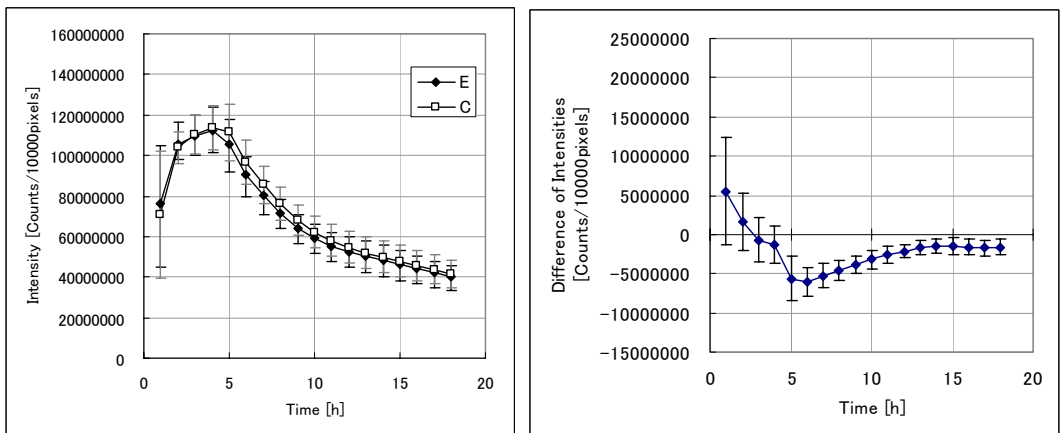 160000000
140000000
120000000
100000000
80000000
60000000
40000000
20000000
0
Intensity [Counts/10000pixels]
0 5 10 15 20
Time [h]
E
C
25000000
20000000
15000000
10000000
5000000
0
-5000000
-10000000
-15000000
Difference of Intensities
[Counts/10000pixels]
0 5 10 15 20
Time [h]